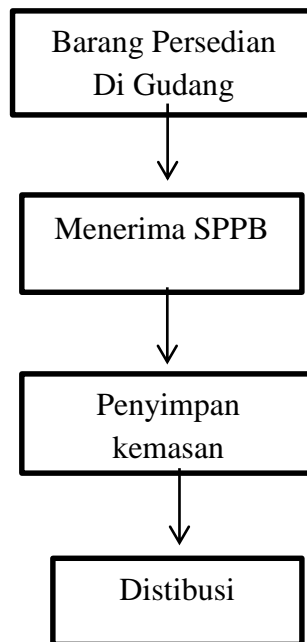 Barang Persedian
Di Gudang
Menerima SPPB
Penyimpan
kemasan
Distibusi